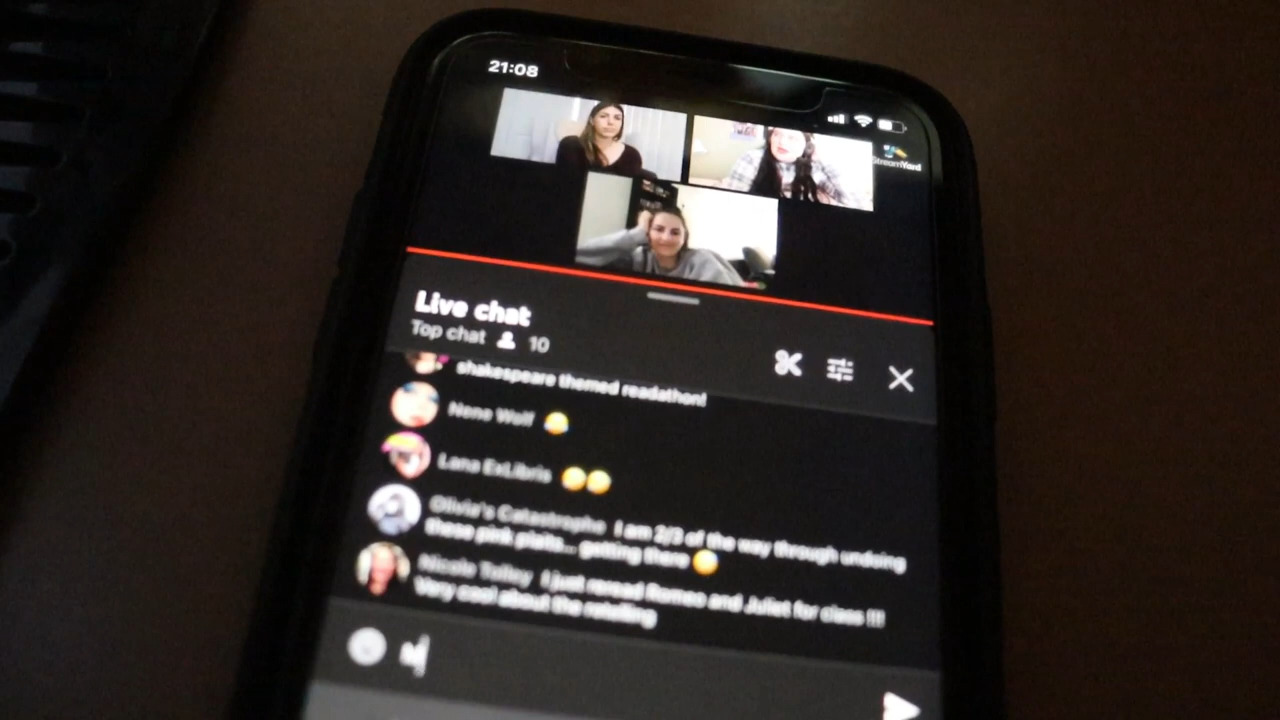 21:08
StreamYard
Live chat
Top chat 10
shakespeare themed readathon!
Nene Wolf
Lana ExLibris
Olivia's Catastrophe I am 2/3 of the way through undoing
these pink plaits... getting there
Nicole Tolley I just reread Romeo and Juliet for class !!!
Very cool about the retelling